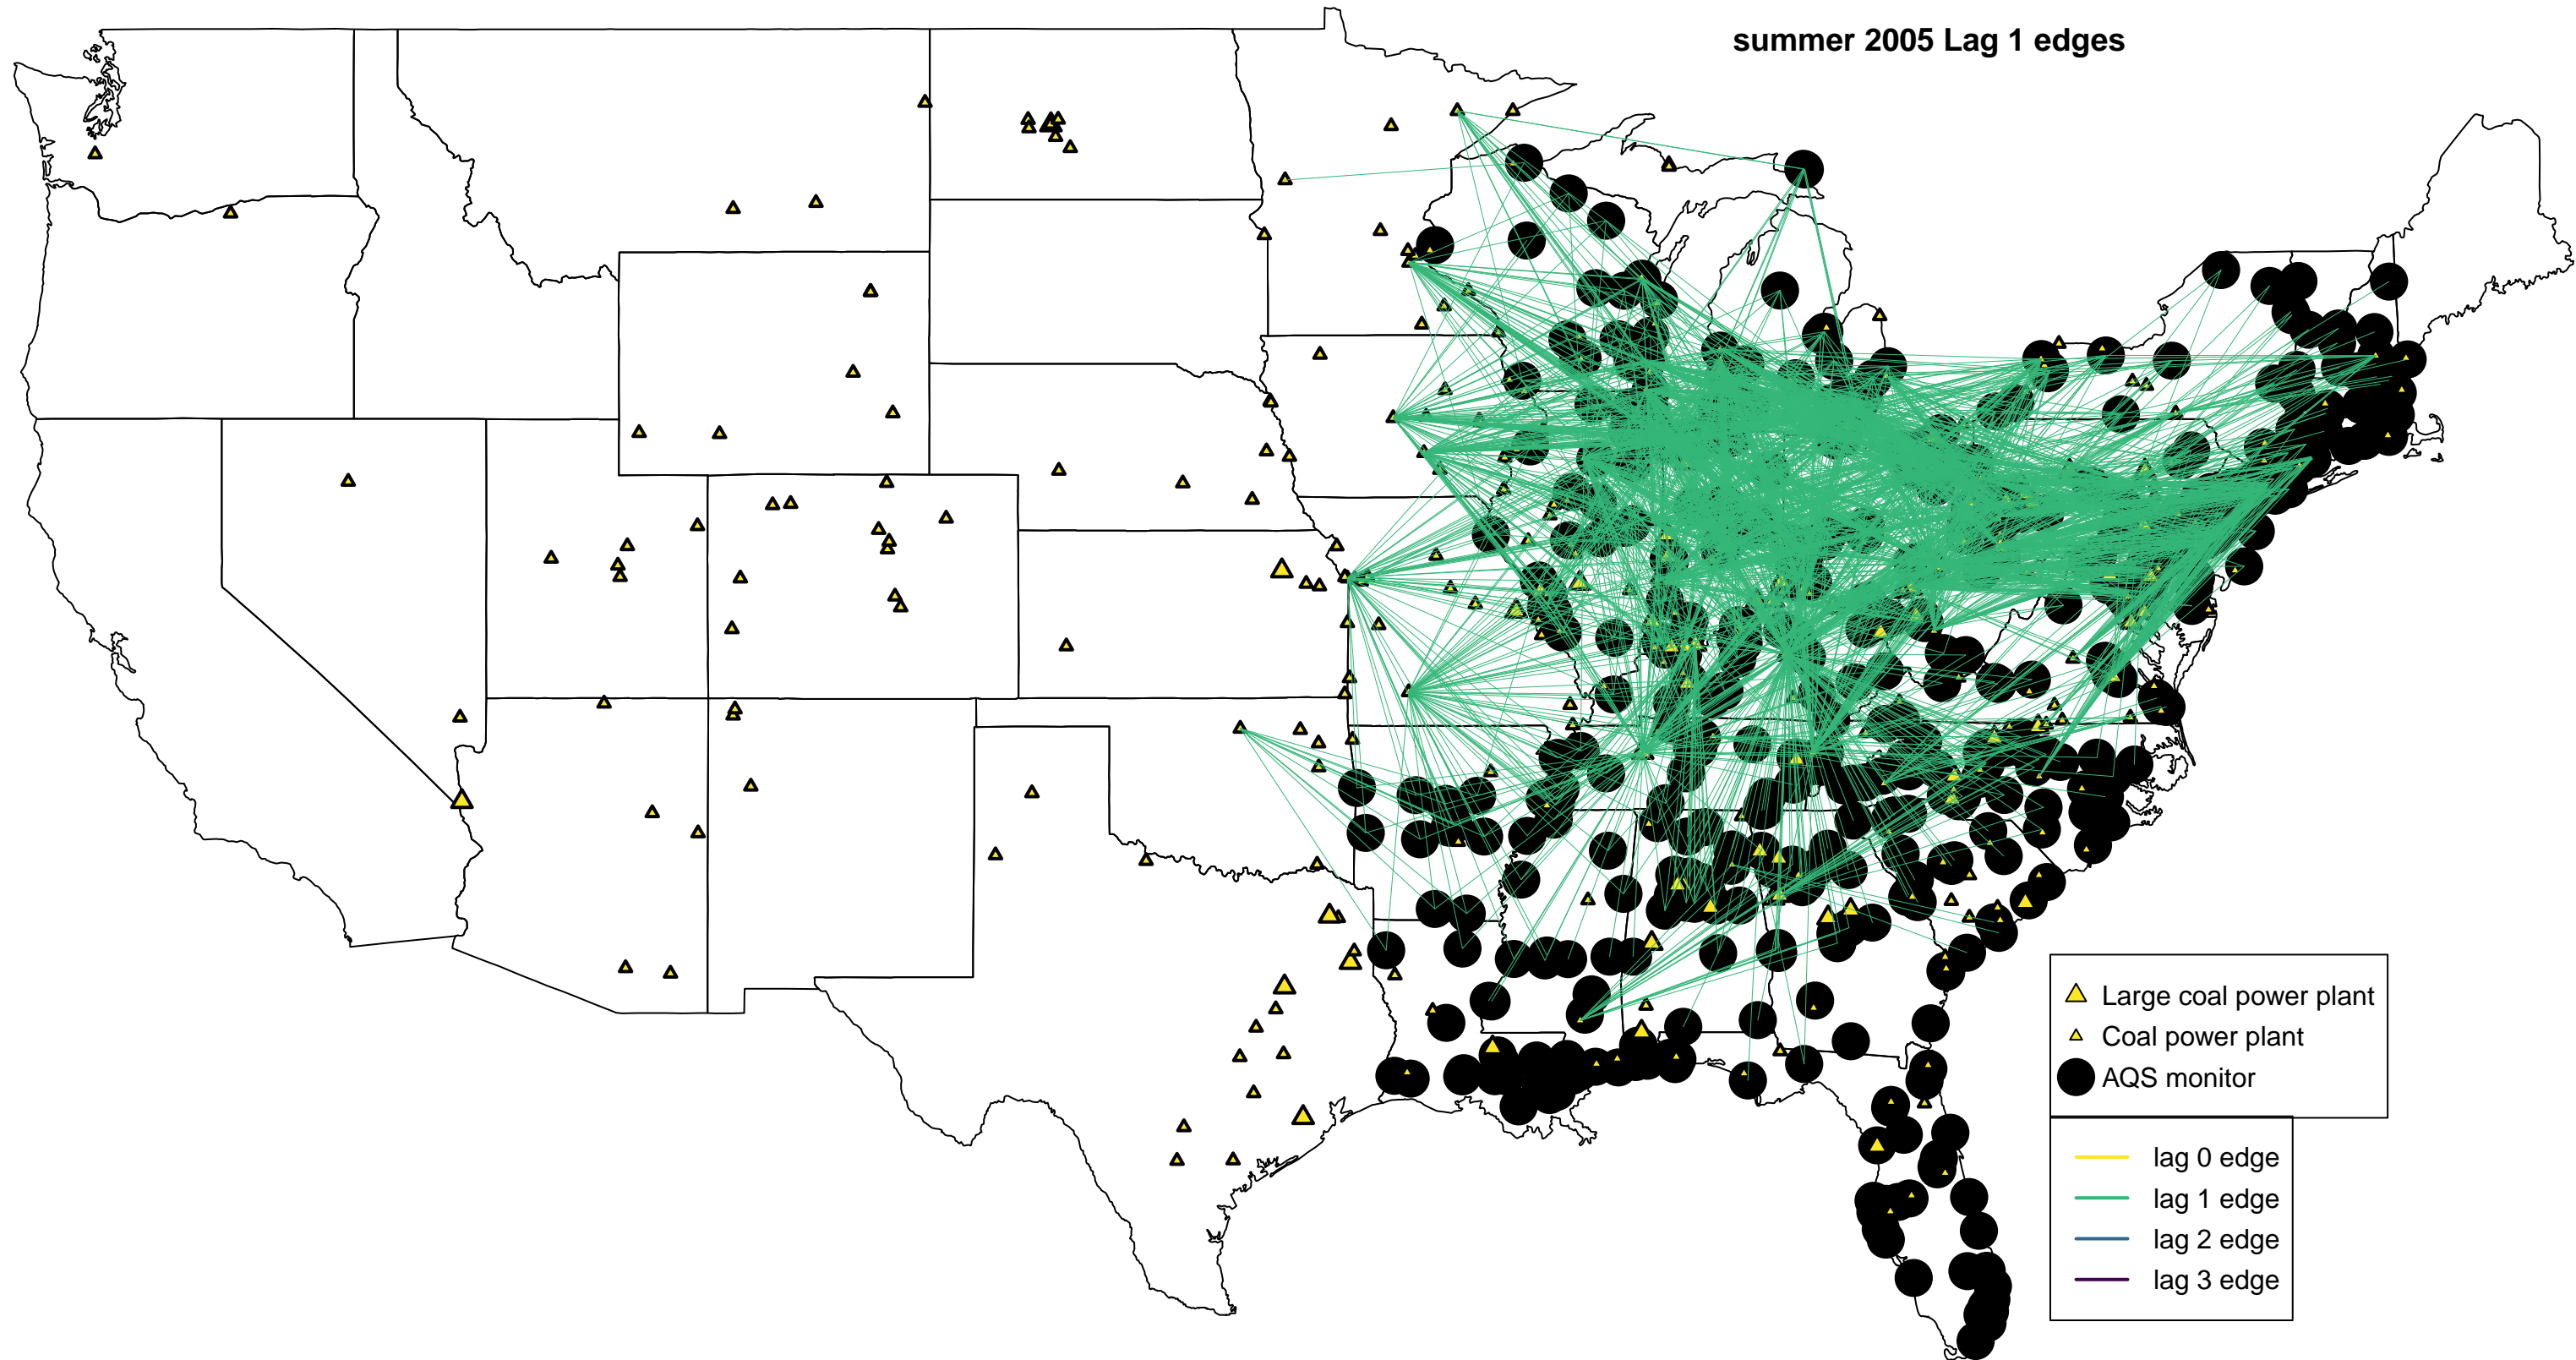 summer 2005 Lag 1 edges
Large coal power plant
Coal power plant
AQS monitor
lag 0 edge
lag 1 edge
lag 2 edge
lag 3 edge